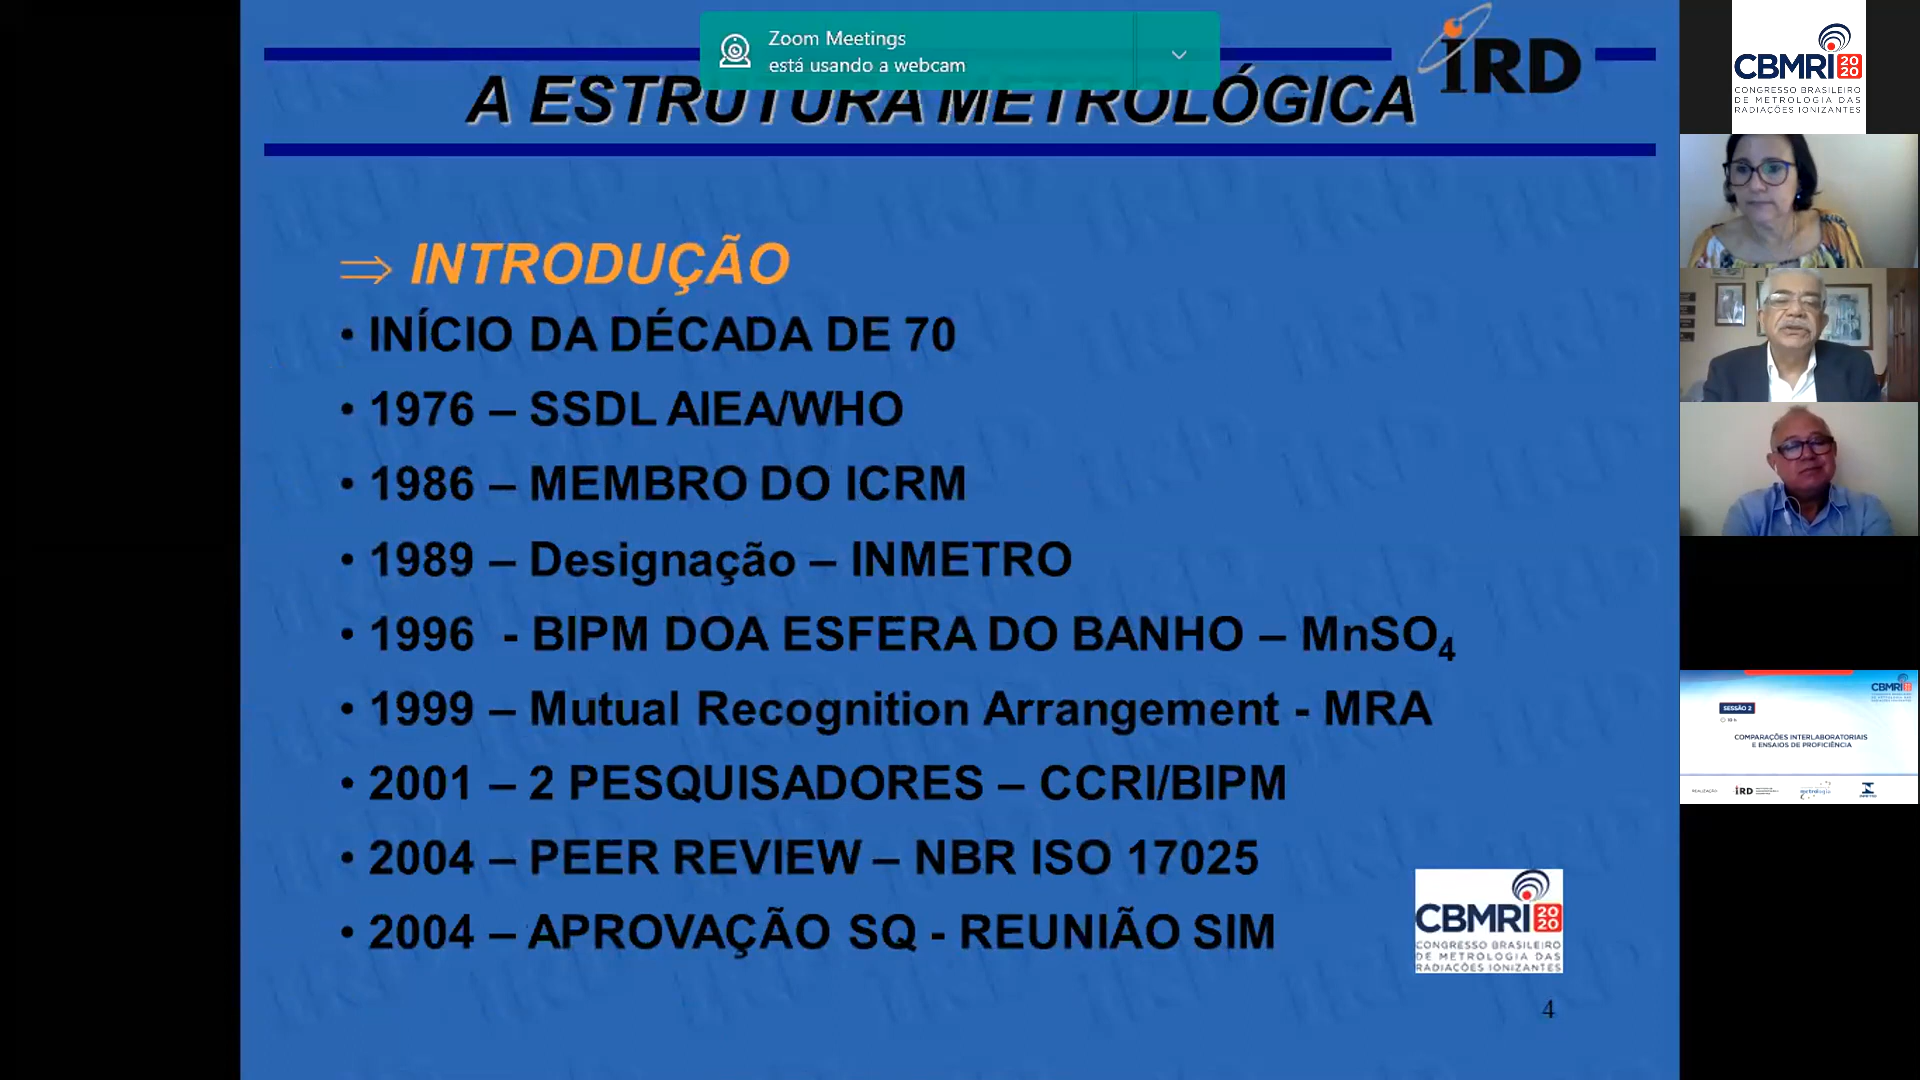 Zoom Meetings
está usando a webcam
A ESTRUTURA METROLÓGICA
IRD
⇒ INTRODUÇÃO
• INÍCIO DA DÉCADA DE 70
• 1976 – SSDL AIEA/WHO
• 1986 – MEMBRO DO ICRM
• 1989 – Designação – INMETRO
• 1996 - BIPM DOA ESFERA DO BANHO – MnSO₄
• 1999 – Mutual Recognition Arrangement - MRA
• 2001 – 2 PESQUISADORES – CCRI/BIPM
• 2004 – PEER REVIEW – NBR ISO 17025
• 2004 – APROVAÇÃO SQ - REUNIÃO SIM
CBMRI 2020
CONGRESSO BRASILEIRO
DE METROLOGIA DAS
RADIAÇÕES IONIZANTES
4
CBMRI 2020
CONGRESSO BRASILEIRO
DE METROLOGIA DAS
RADIAÇÕES IONIZANTES
CBMRI
SESSÃO 2
COMPARAÇÕES INTERLABORATORIAIS
E ENSAIOS DE PROFICIÊNCIA
REALIZAÇÃO
IRD
metrologia